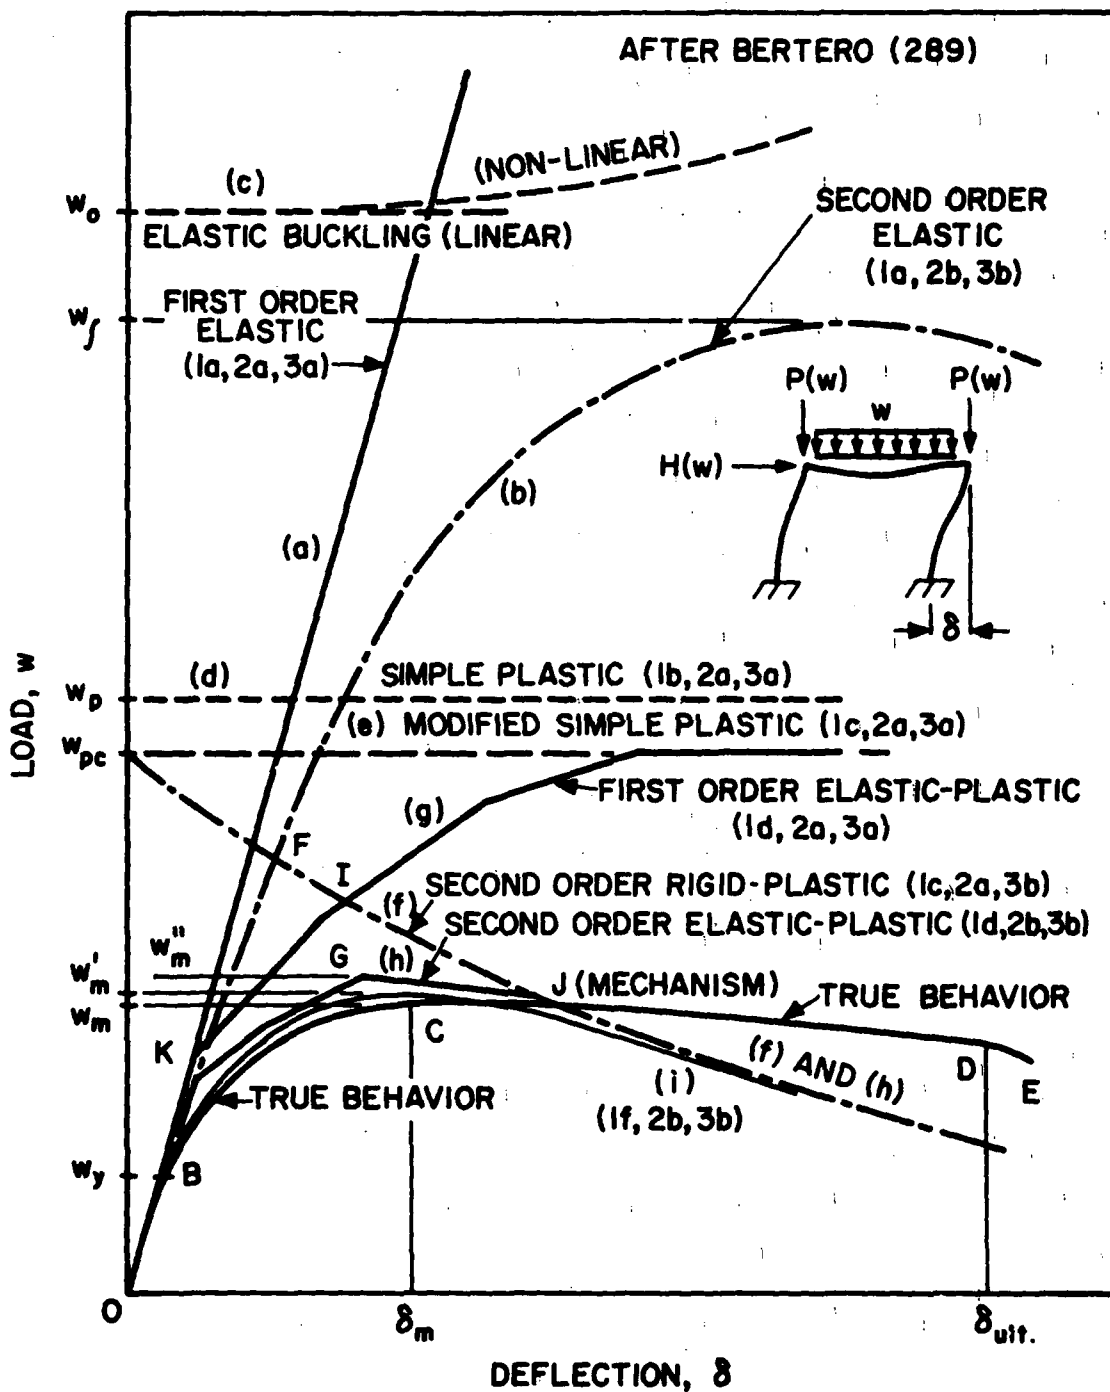 AFTER BERTERO (289)
(NON-LINEAR)
(c)
w₀
ELASTIC BUCKLING (LINEAR)
SECOND ORDER
ELASTIC
(1a, 2b, 3b)
w_f
FIRST ORDER
ELASTIC
(1a, 2a, 3a)
P(w)
P(w)
w
H(w)
δ
(b)
(a)
LOAD, w
(d)
SIMPLE PLASTIC (1b, 2a, 3a)
w_p
(e) MODIFIED SIMPLE PLASTIC (1c, 2a, 3a)
w_pc
FIRST ORDER ELASTIC-PLASTIC
(1d, 2a, 3a)
(g)
F
I
SECOND ORDER RIGID-PLASTIC (1c, 2a, 3b)
(f)
SECOND ORDER ELASTIC-PLASTIC (1d, 2b, 3b)
w''_m
G
(h)
w'_m
J (MECHANISM)
TRUE BEHAVIOR
w_m
C
K
(f) AND (h)
D
E
(i)
(1f, 2b, 3b)
TRUE BEHAVIOR
w_y
B
O
δ_m
δ_ult.
DEFLECTION, δ